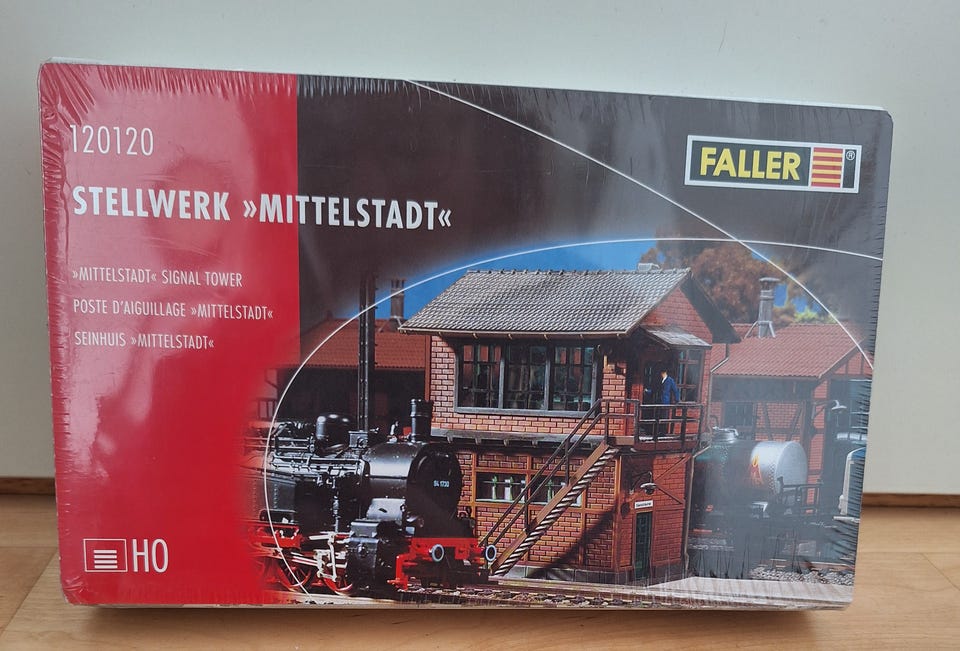 120120
STELLWERK »MITTELSTADT«
»MITTELSTADT« SIGNAL TOWER
POSTE D'AIGUILLAGE »MITTELSTADT«
SEINHUIS »MITTELSTADT«
FALLER ®
H0